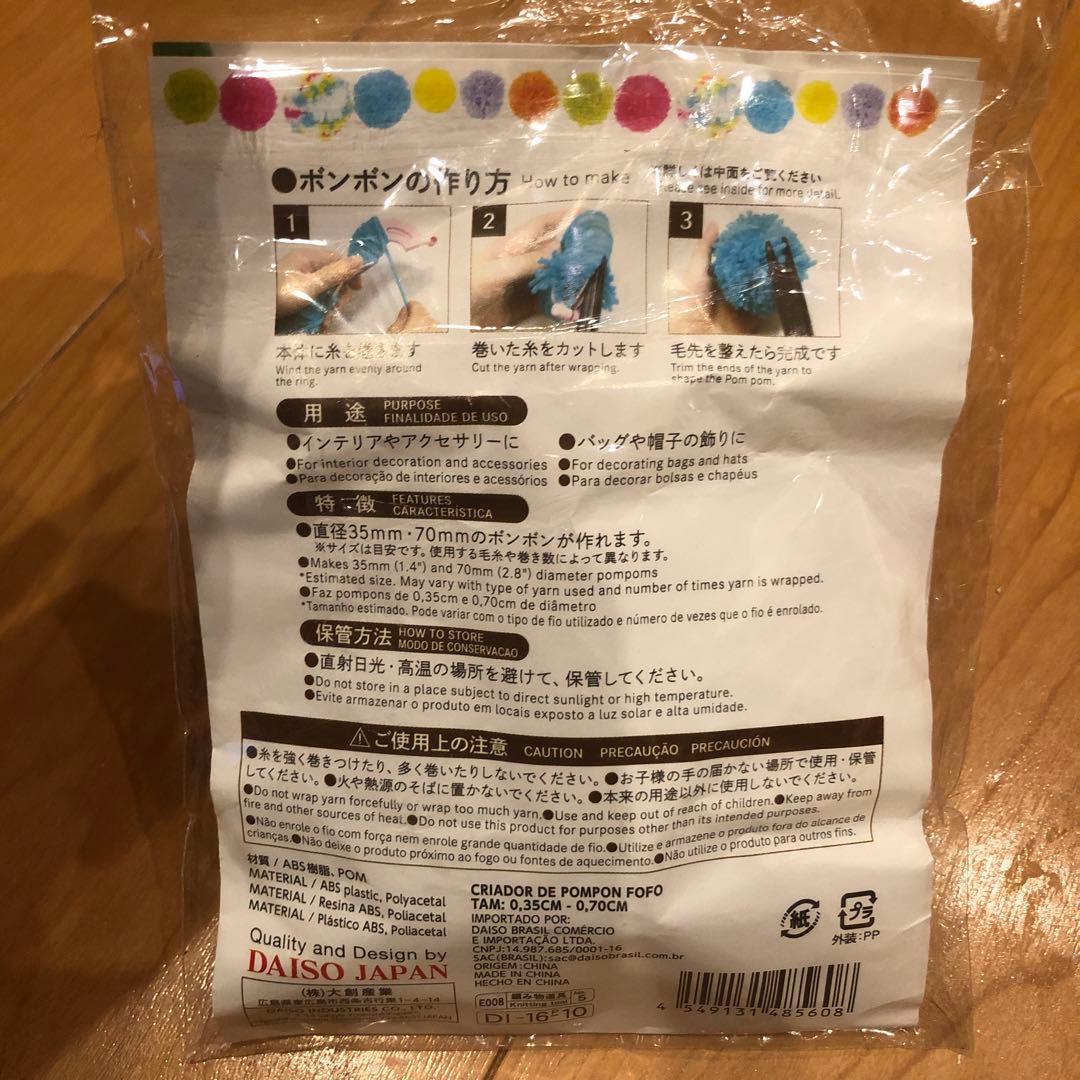 ●ポンポンの作り方 How to make
※詳しくは中面をご覧ください
Please see inside for more detail.
1
2
3
本体に糸を巻きます
Wind the yarn evenly around
the ring.
巻いた糸をカットします
Cut the yarn after wrapping.
毛先を整えたら完成です
Trim the ends of the yarn to
shape the Pom pom.
用途 PURPOSE
FINALIDADE DE USO
●インテリアやアクセサリーに
●For interior decoration and accessories
●Para decoração de interiores e acessórios
●バッグや帽子の飾りに
●For decorating bags and hats
●Para decorar bolsas e chapéus
特徴 FEATURES
CARACTERÍSTICA
●直径35mm・70mmのポンポンが作れます。
※サイズは目安です。使用する毛糸や巻き数によって異なります。
●Makes 35mm (1.4") and 70mm (2.8") diameter pompoms
*Estimated size. May vary with type of yarn used and number of times yarn is wrapped.
●Faz pompons de 0,35cm e 0,70cm de diâmetro
*Tamanho estimado. Pode variar com o tipo de fio utilizado e número de vezes que o fio é enrolado.
保管方法 HOW TO STORE
MODO DE CONSERVACAO
●直射日光・高温の場所を避けて、保管してください。
●Do not store in a place subject to direct sunlight or high temperature.
●Evite armazenar o produto em locais exposto a luz solar e alta umidade.
⚠ご使用上の注意 CAUTION PRECAUÇÃO PRECAUCIÓN
●糸を強く巻きつけたり、多く巻いたりしないでください。●お子様の手の届かない場所で使用・保管
してください。●火や熱源のそばに置かないでください。●本来の用途以外に使用しないでください。
●Do not wrap yarn forcefully or wrap too much yarn.●Use and keep out of reach of children.●Keep away from
fire and other sources of heat.●Do not use this product for purposes other than its intended purposes.
●Não enrole o fio com força nem enrole grande quantidade de fio.●Utilize e armazene o produto fora do alcance de
crianças.●Não deixe o produto próximo ao fogo ou fontes de aquecimento.●Não utilize o produto para outros fins.
材質 / ABS樹脂、POM
MATERIAL / ABS plastic, Polyacetal
MATERIAL / Resina ABS, Poliacetal
MATERIAL / Plástico ABS, Poliacetal
Quality and Design by
DAISO JAPAN
(株)大創産業
広島県東広島市西条吉行東1-4-14
DAISO INDUSTRIES CO., LTD.
JAPAN
CRIADOR DE POMPON FOFO
TAM: 0,35CM - 0,70CM
IMPORTADO POR:
DAISO BRASIL COMÉRCIO
E IMPORTAÇÃO LTDA.
CNPJ:14.987.685/0001-16
SAC(BRASIL):sac@daisobrasil.com.br
ORIGEM:CHINA
MADE IN CHINA
HECHO EN CHINA
E008 編み物道具 No. 5
Knitting tool
DI-16-P10
紙
プラ
外装:PP
4 549131 485608